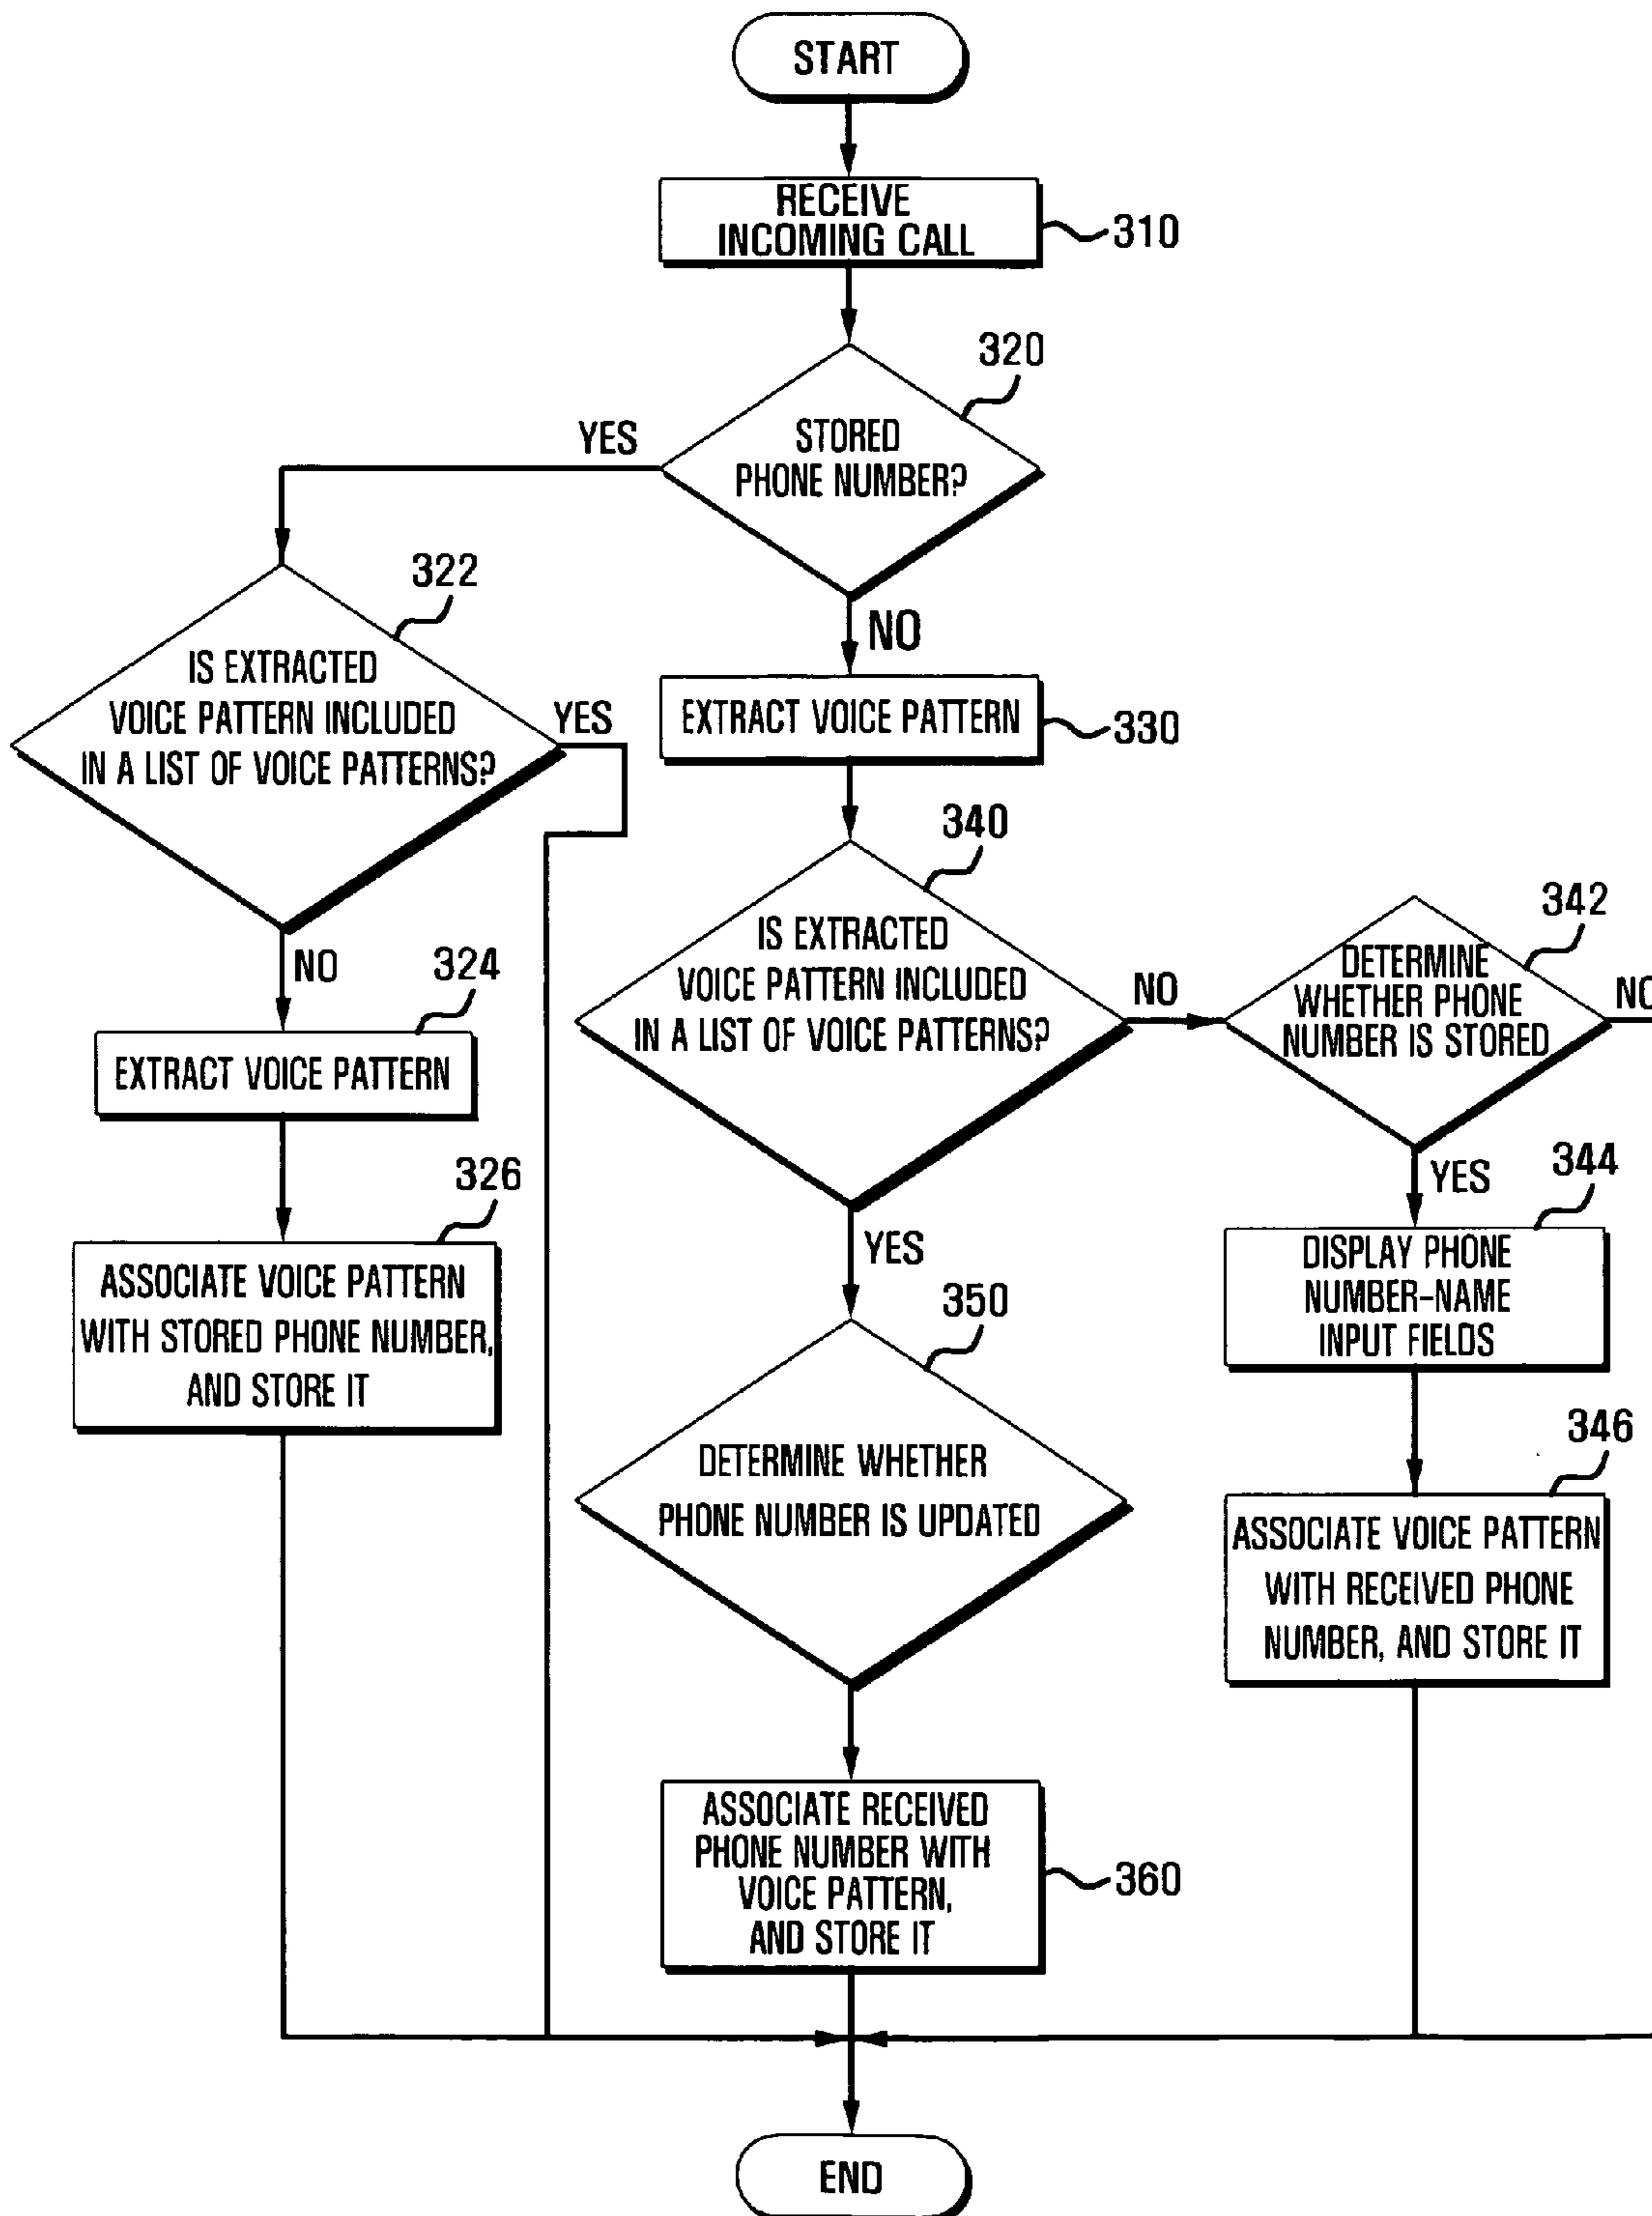 START
RECEIVE
INCOMING CALL
310
320
STORED
PHONE NUMBER?
YES
NO
322
IS EXTRACTED
VOICE PATTERN INCLUDED
IN A LIST OF VOICE PATTERNS?
YES
NO
EXTRACT VOICE PATTERN
330
324
EXTRACT VOICE PATTERN
326
ASSOCIATE VOICE PATTERN
WITH STORED PHONE NUMBER,
AND STORE IT
340
IS EXTRACTED
VOICE PATTERN INCLUDED
IN A LIST OF VOICE PATTERNS?
NO
YES
342
DETERMINE
WHETHER PHONE
NUMBER IS STORED
NO
YES
344
DISPLAY PHONE
NUMBER-NAME
INPUT FIELDS
346
ASSOCIATE VOICE PATTERN
WITH RECEIVED PHONE
NUMBER, AND STORE IT
350
DETERMINE WHETHER
PHONE NUMBER IS UPDATED
ASSOCIATE RECEIVED
PHONE NUMBER WITH
VOICE PATTERN,
AND STORE IT
360
END